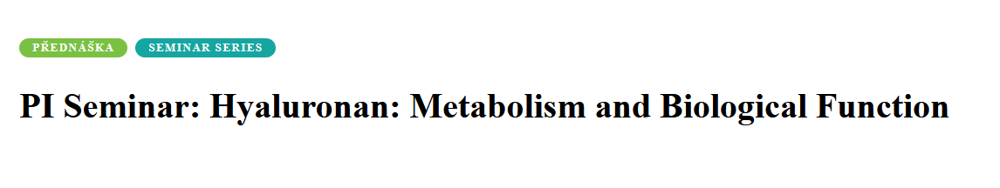 PŘEDNÁŠKA SEMINAR SERIES
PI Seminar: Hyaluronan: Metabolism and Biological Function